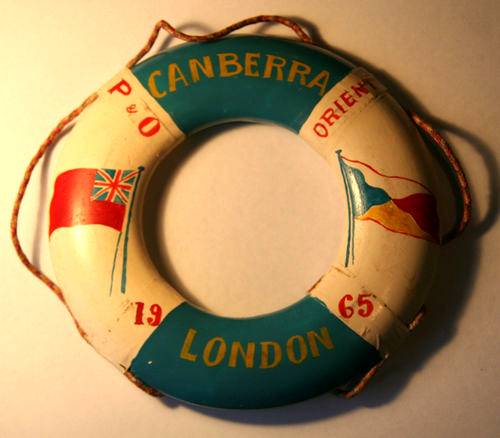 CANBERRA
P & O
ORIENT
19 65
LONDON